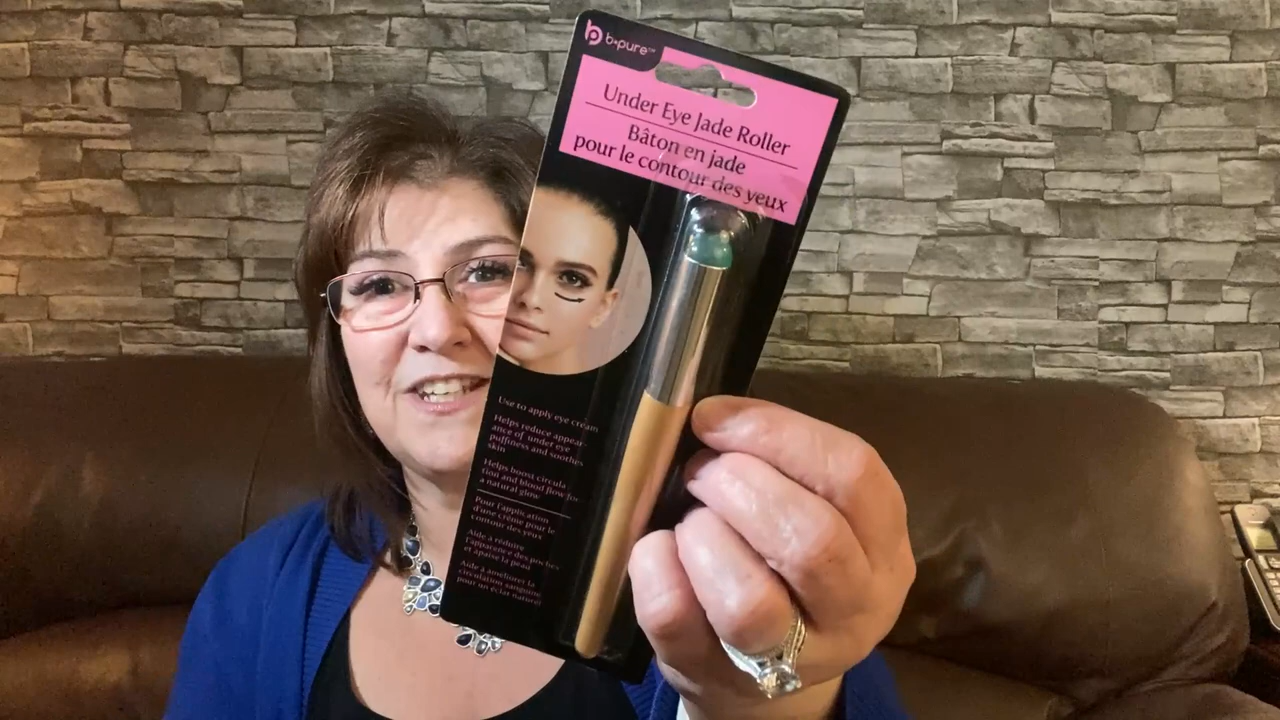 b•pure™
Under Eye Jade Roller
Bâton en jade
pour le contour des yeux
Use to apply eye cream
Helps reduce appear-
ance of under eye
puffiness and soothes
skin
Helps boost circula
tion and blood flow for
a natural glow
Pour l'application
d'une crème pour le
contour des yeux
Aide à réduire
l'apparence des poches
et apaise la peau
Aide à améliorer la
circulation sanguine
pour un éclat naturel